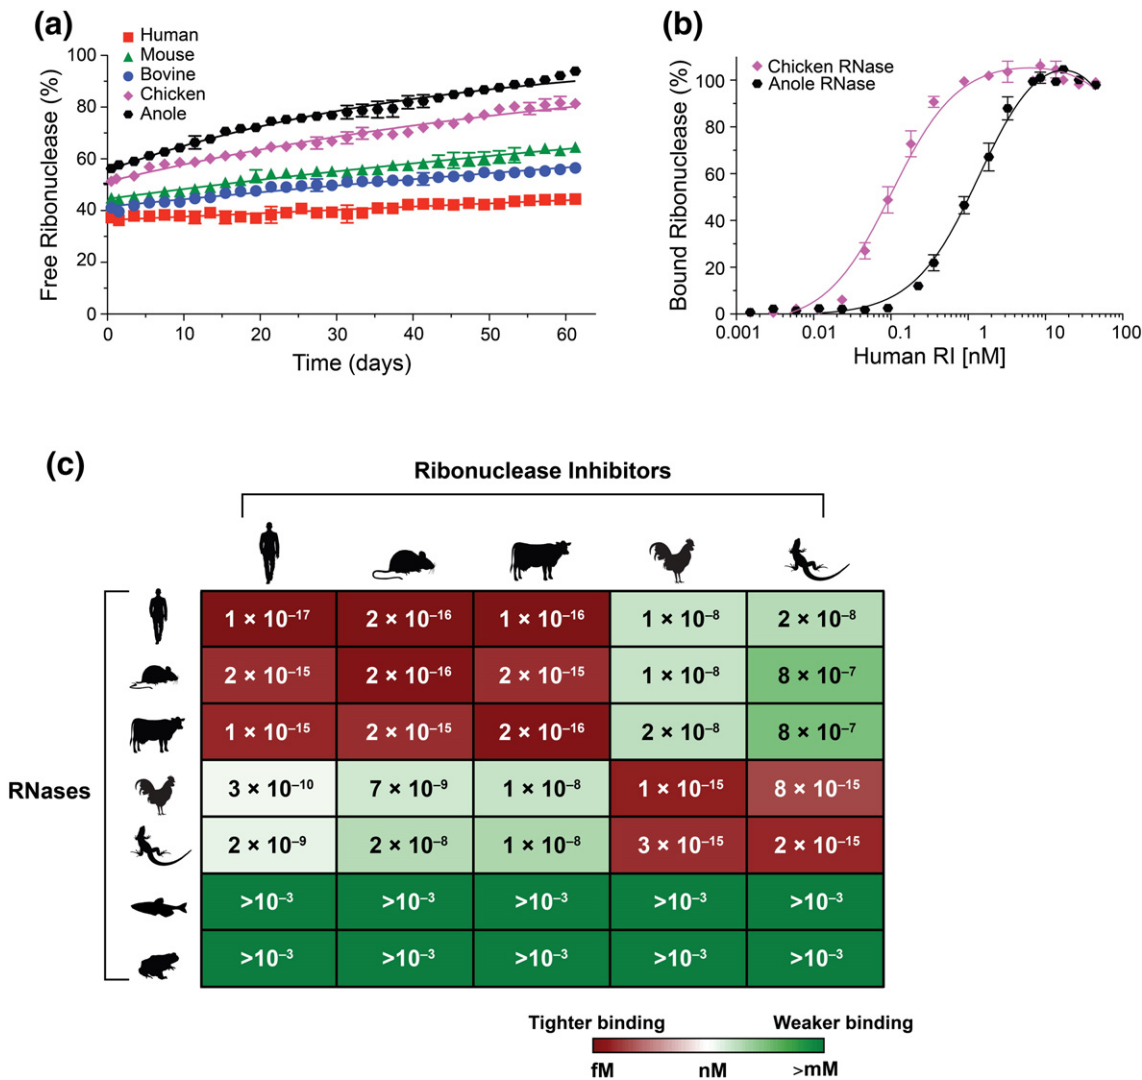 (a)
Human
Mouse
Bovine
Chicken
Anole
Free Ribonuclease (%)
100
80
60
40
20
0
0 10 20 30 40 50 60
Time (days)
(b)
Chicken RNase
Anole RNase
Bound Ribonuclease (%)
100
80
60
40
20
0
0.001 0.01 0.1 1 10 100
Human RI [nM]
(c)
Ribonuclease Inhibitors
RNases
1 × 10⁻¹⁷ 2 × 10⁻¹⁶ 1 × 10⁻¹⁶ 1 × 10⁻⁸ 2 × 10⁻⁸
2 × 10⁻¹⁵ 2 × 10⁻¹⁶ 2 × 10⁻¹⁵ 1 × 10⁻⁸ 8 × 10⁻⁷
1 × 10⁻¹⁵ 2 × 10⁻¹⁵ 2 × 10⁻¹⁶ 2 × 10⁻⁸ 8 × 10⁻⁷
3 × 10⁻¹⁰ 7 × 10⁻⁹ 1 × 10⁻⁸ 1 × 10⁻¹⁵ 8 × 10⁻¹⁵
2 × 10⁻⁹ 2 × 10⁻⁸ 1 × 10⁻⁸ 3 × 10⁻¹⁵ 2 × 10⁻¹⁵
>10⁻³ >10⁻³ >10⁻³ >10⁻³ >10⁻³
>10⁻³ >10⁻³ >10⁻³ >10⁻³ >10⁻³
Tighter binding Weaker binding
fM nM >mM